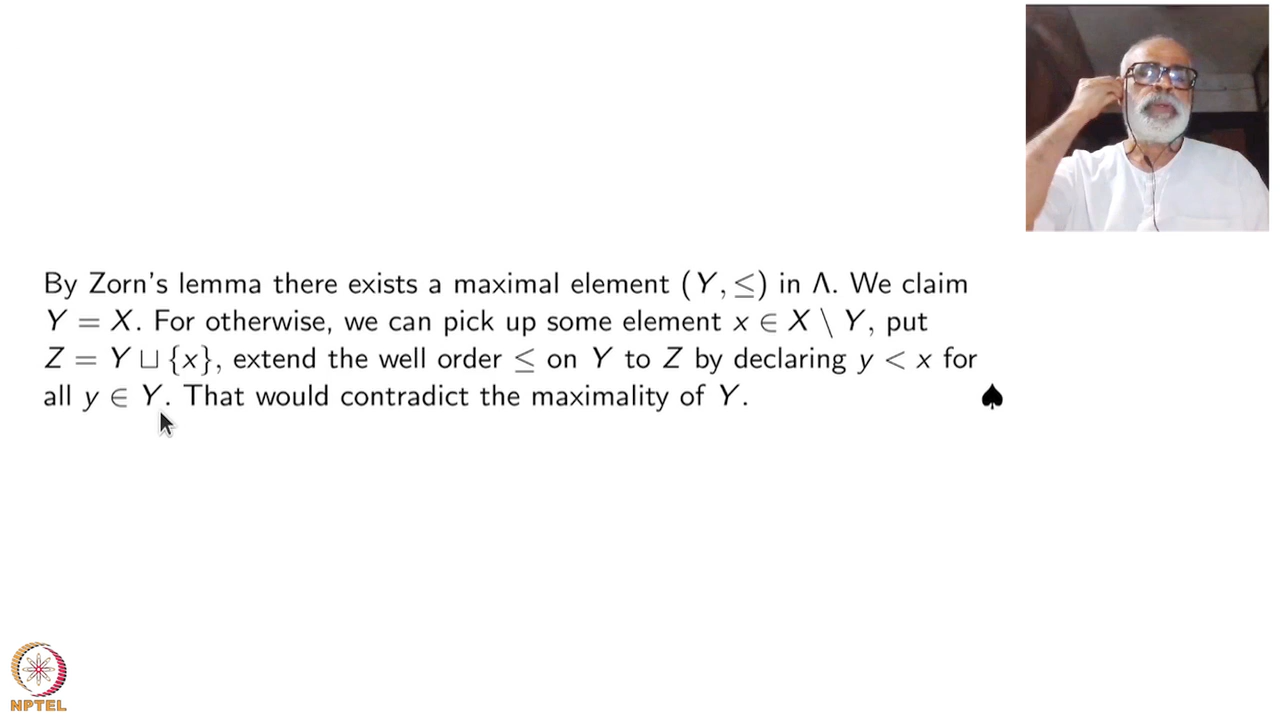 By Zorn's lemma there exists a maximal element (Y, ≤) in Λ. We claim
Y = X. For otherwise, we can pick up some element x ∈ X \ Y, put
Z = Y ⊔ {x}, extend the well order ≤ on Y to Z by declaring y < x for
all y ∈ Y. That would contradict the maximality of Y. ♠
NPTEL